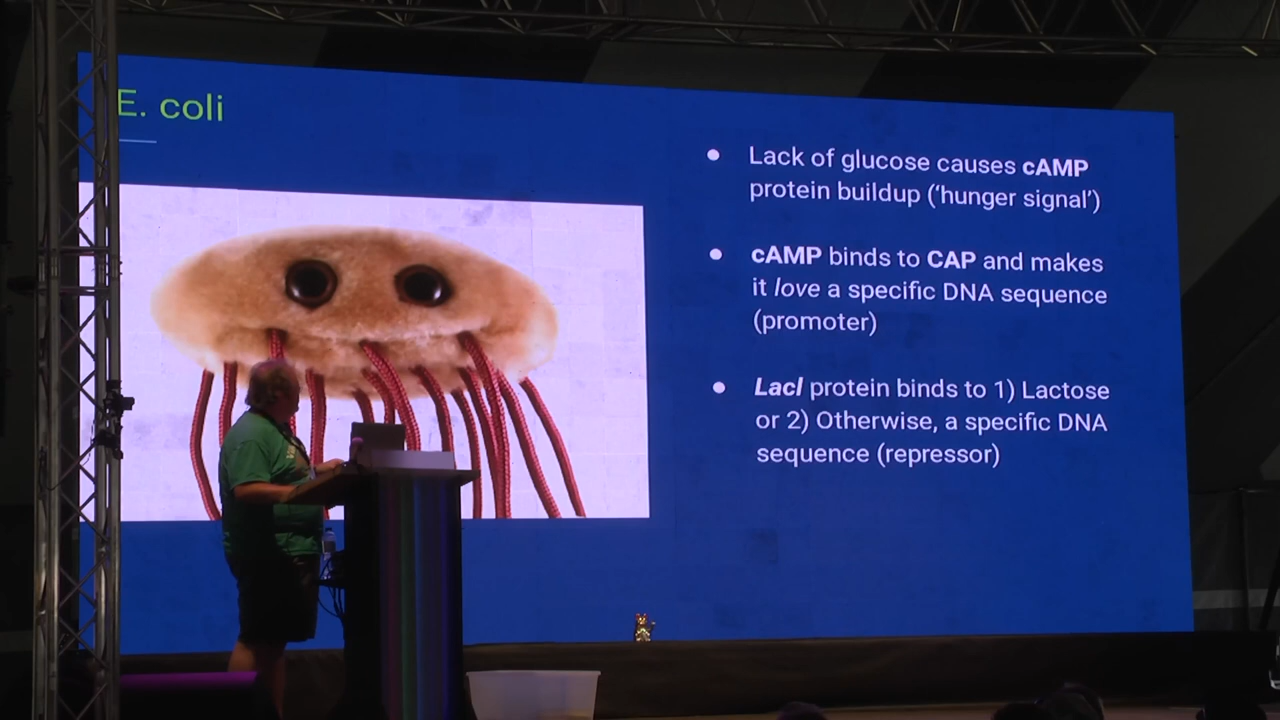 E. coli
Lack of glucose causes cAMP
protein buildup (‘hunger signal’)
cAMP binds to CAP and makes
it love a specific DNA sequence
(promoter)
LacI protein binds to 1) Lactose
or 2) Otherwise, a specific DNA
sequence (repressor)